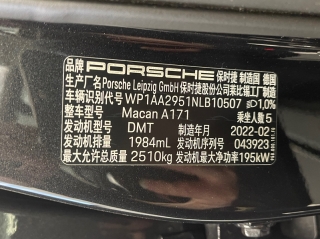 品牌 PORSCHE 保时捷 制造国 德国
生产厂名 Porsche Leipzig GmbH 保时捷股份公司莱比锡工厂制造
车辆识别代号 WP1AA2951NLB10507 1,0%
整车型号 Macan A171 乘坐人数 5
发动机型号 DMT 制造年月 2022-02
发动机排量 1984mL 发动机序列号 043923
最大允许总质量 2510kg 发动机最大净功率 195kW